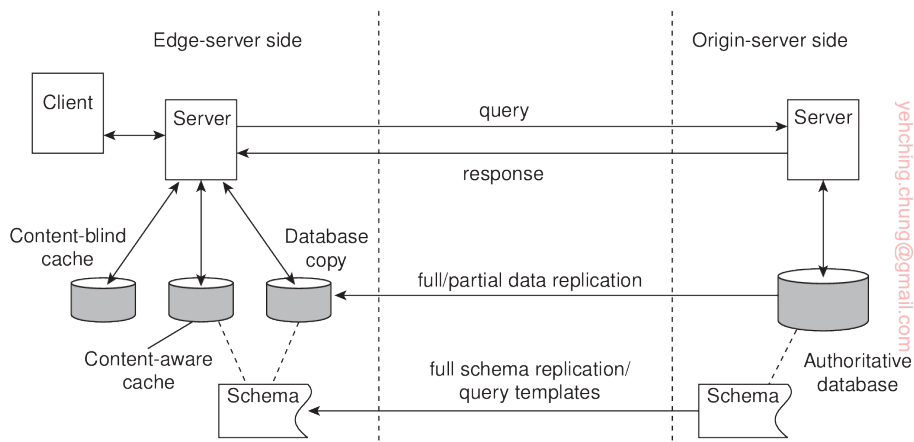 Edge-server side
Origin-server side
Client
Server
query
Server
response
Content-blind
cache
Database
copy
full/partial data replication
Content-aware
cache
Authoritative
database
full schema replication/
query templates
Schema
Schema
yehching.chung@gmail.com